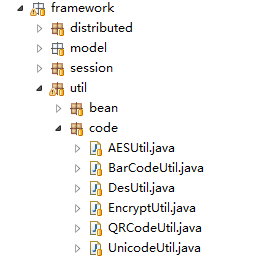 framework
distributed
model
session
util
bean
code
AESUtil.java
BarCodeUtil.java
DesUtil.java
EncryptUtil.java
QRCodeUtil.java
UnicodeUtil.java